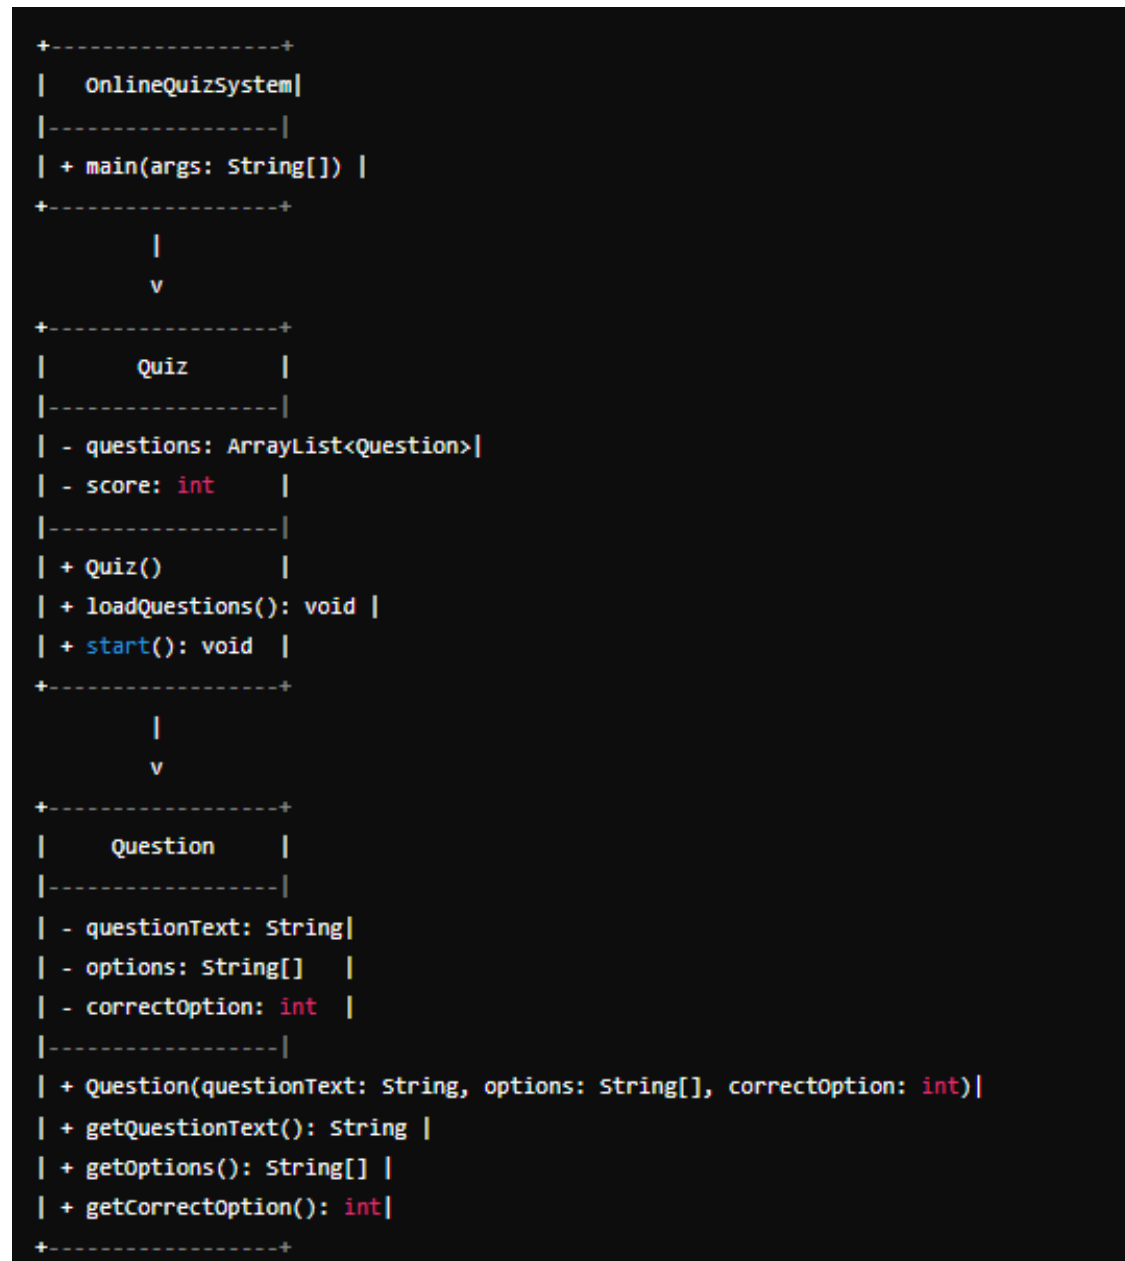 +------------------+
|   OnlineQuizSystem|
|------------------|
| + main(args: String[]) |
+------------------+
         |
         v
+------------------+
|       Quiz       |
|------------------|
| - questions: ArrayList<Question>|
| - score: int     |
|------------------|
| + Quiz()         |
| + loadQuestions(): void |
| + start(): void  |
+------------------+
         |
         v
+------------------+
|     Question     |
|------------------|
| - questionText: String|
| - options: String[]   |
| - correctOption: int  |
|------------------|
| + Question(questionText: String, options: String[], correctOption: int)|
| + getQuestionText(): String |
| + getOptions(): String[] |
| + getCorrectOption(): int|
+------------------+